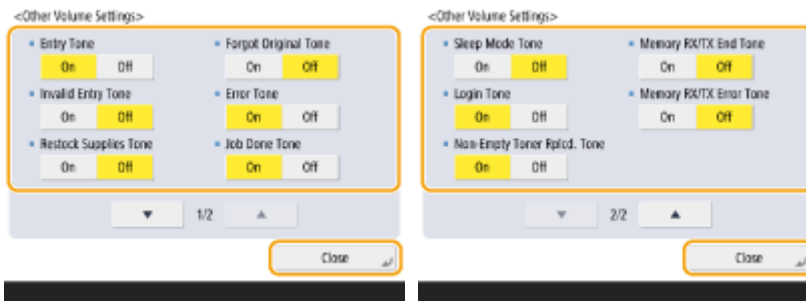 <Other Volume Settings>
Entry Tone
On Off
Forgot Original Tone
On Off
Invalid Entry Tone
On Off
Error Tone
On Off
Restock Supplies Tone
On Off
Job Done Tone
On Off
1/2
Close
<Other Volume Settings>
Sleep Mode Tone
On Off
Memory RX/TX End Tone
On Off
Login Tone
On Off
Memory RX/TX Error Tone
On Off
Non-Empty Toner Rplcd. Tone
On Off
2/2
Close